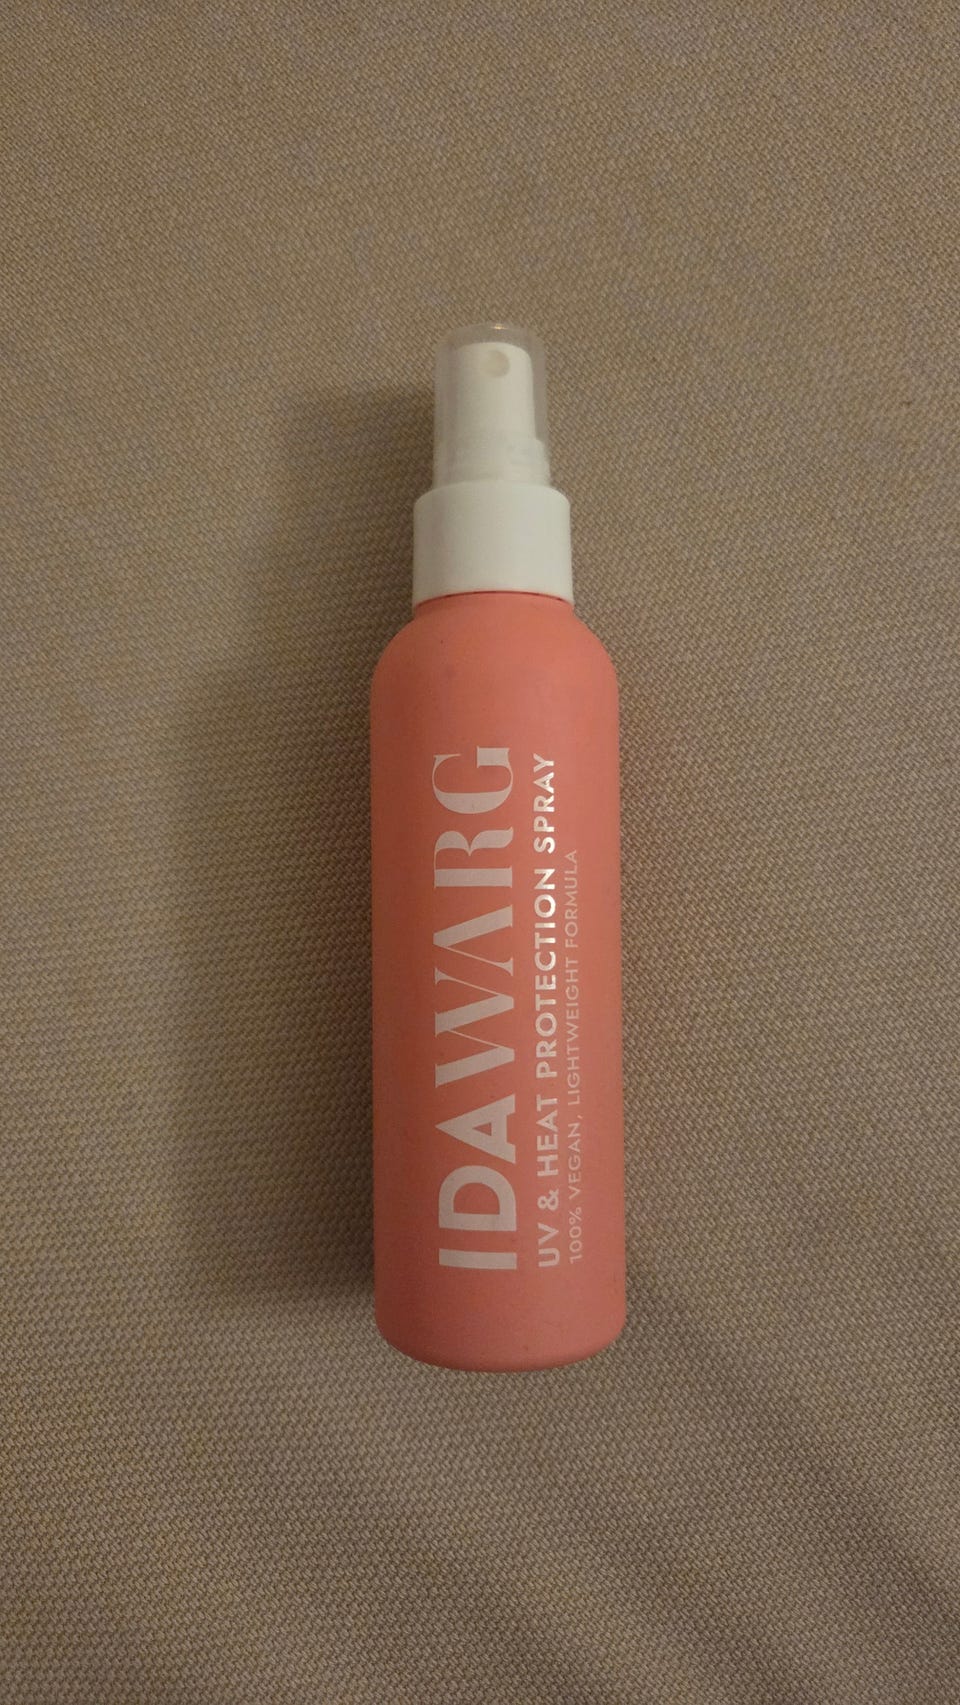 IDA WARG
UV & HEAT PROTECTION SPRAY
100% VEGAN, LIGHTWEIGHT FORMULA